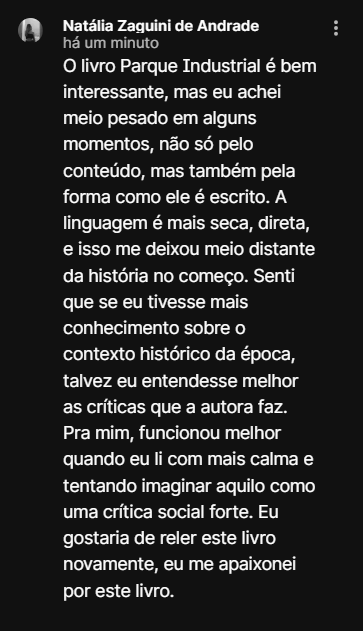 Natália Zaguini de Andrade
há um minuto
O livro Parque Industrial é bem
interessante, mas eu achei
meio pesado em alguns
momentos, não só pelo
conteúdo, mas também pela
forma como ele é escrito. A
linguagem é mais seca, direta,
e isso me deixou meio distante
da história no começo. Senti
que se eu tivesse mais
conhecimento sobre o
contexto histórico da época,
talvez eu entendesse melhor
as críticas que a autora faz.
Pra mim, funcionou melhor
quando eu li com mais calma e
tentando imaginar aquilo como
uma crítica social forte. Eu
gostaria de reler este livro
novamente, eu me apaixonei
por este livro.